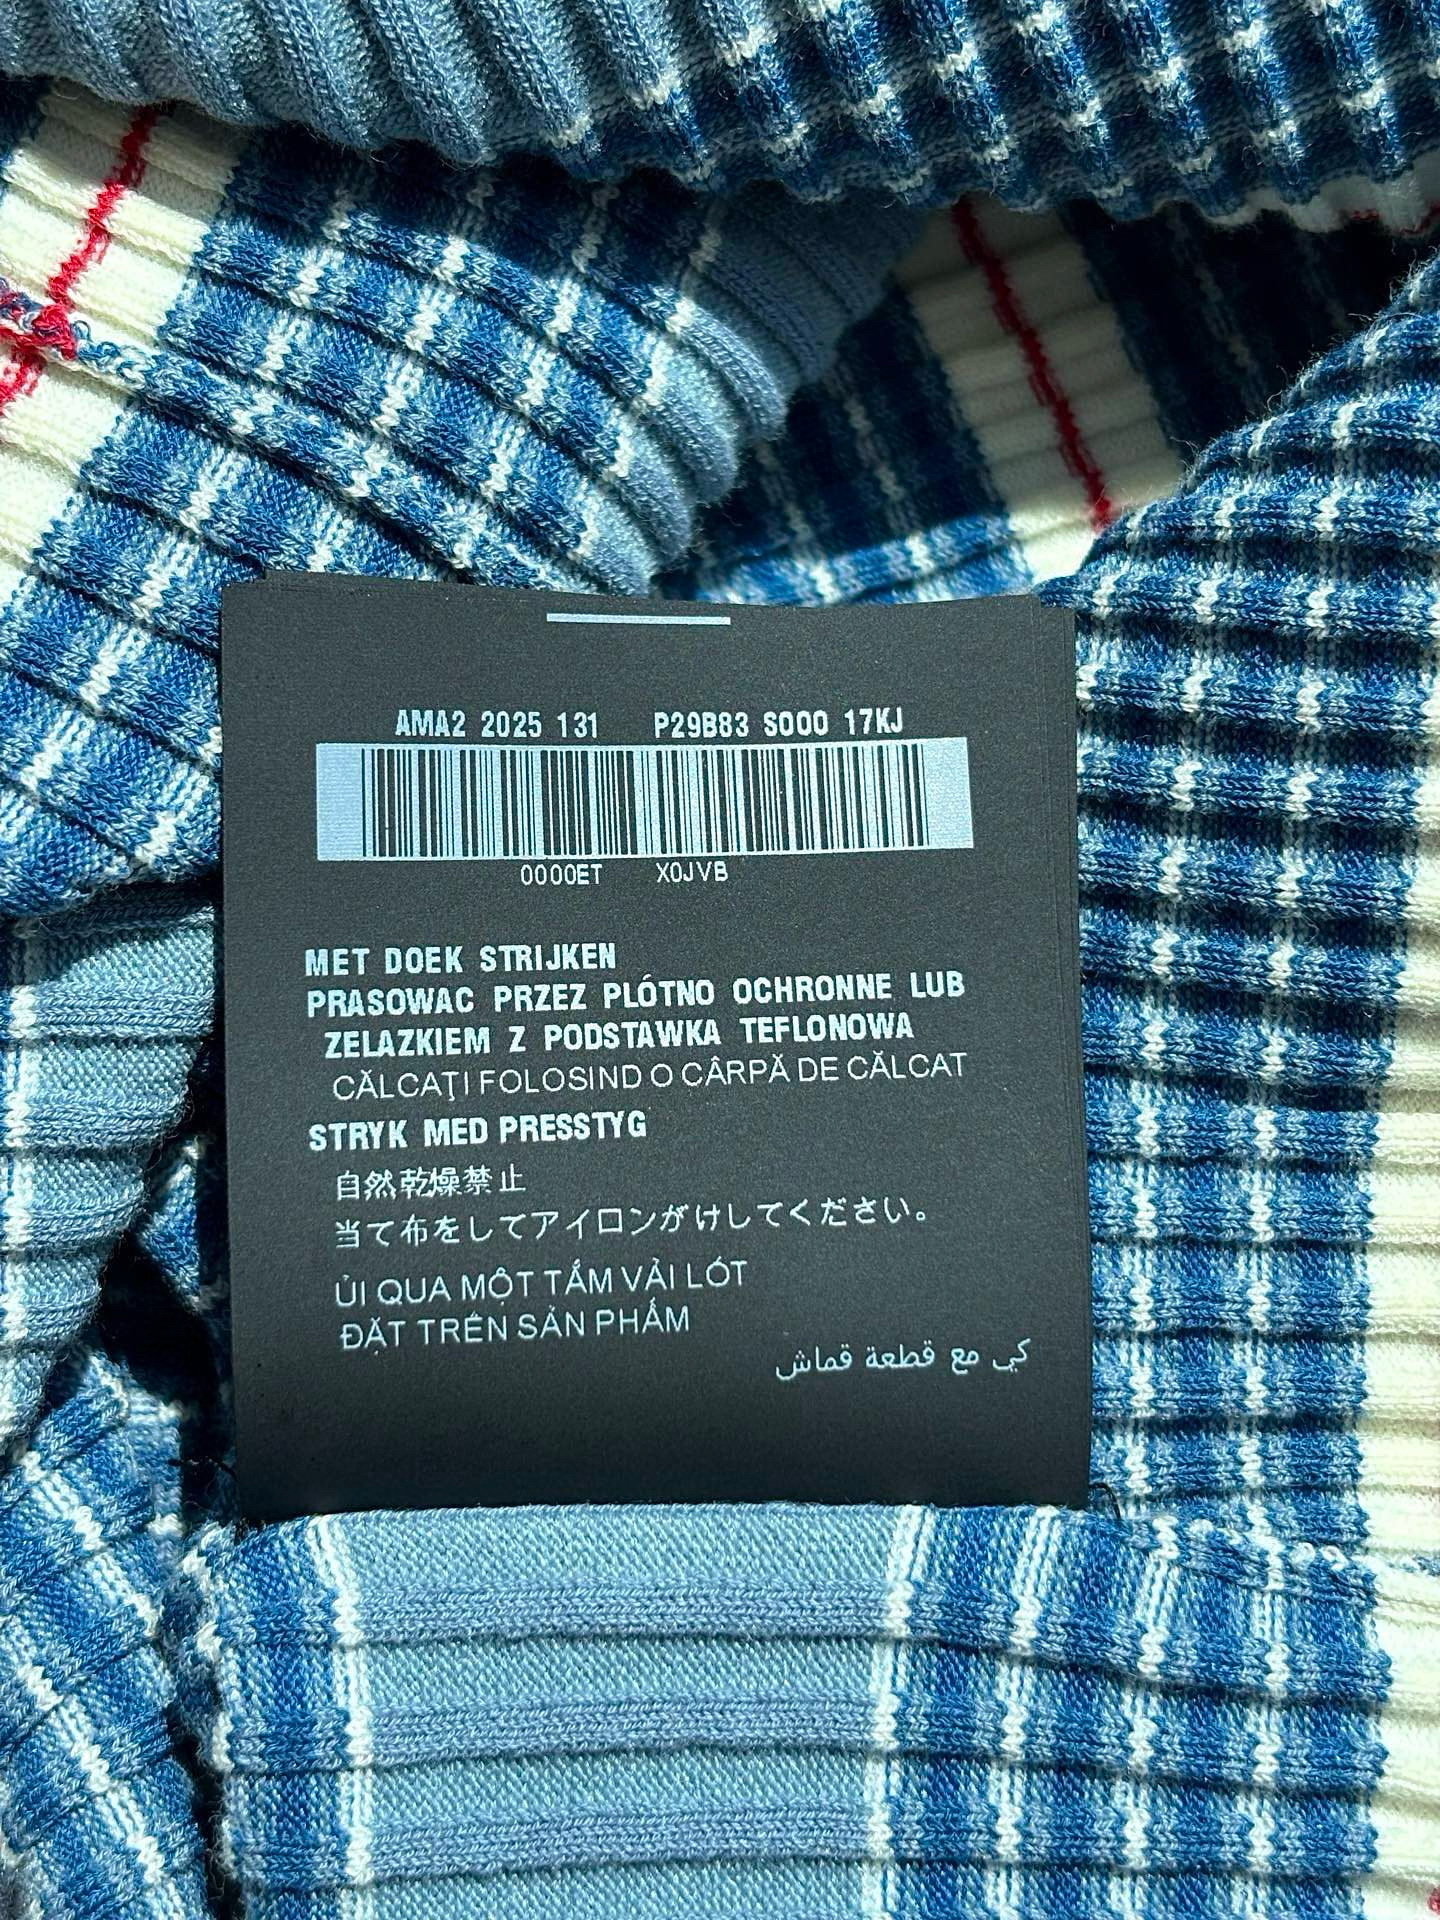 AMA2 2025 131 P29B83 S000 17KJ
0000ET X0JVB
MET DOEK STRIJKEN
PRASOWAC PRZEZ PLÓTNO OCHRONNE LUB
ZELAZKIEM Z PODSTAWKA TEFLONOWA
CĂLCAŢI FOLOSIND O CÂRPĂ DE CĂLCAT
STRYK MED PRESSTYG
自然乾燥禁止
当て布をしてアイロンがけしてください。
ỦI QUA MỘT TẮM VẢI LÓT
ĐẶT TRÊN SẢN PHẨM
كي مع قطعة قماش